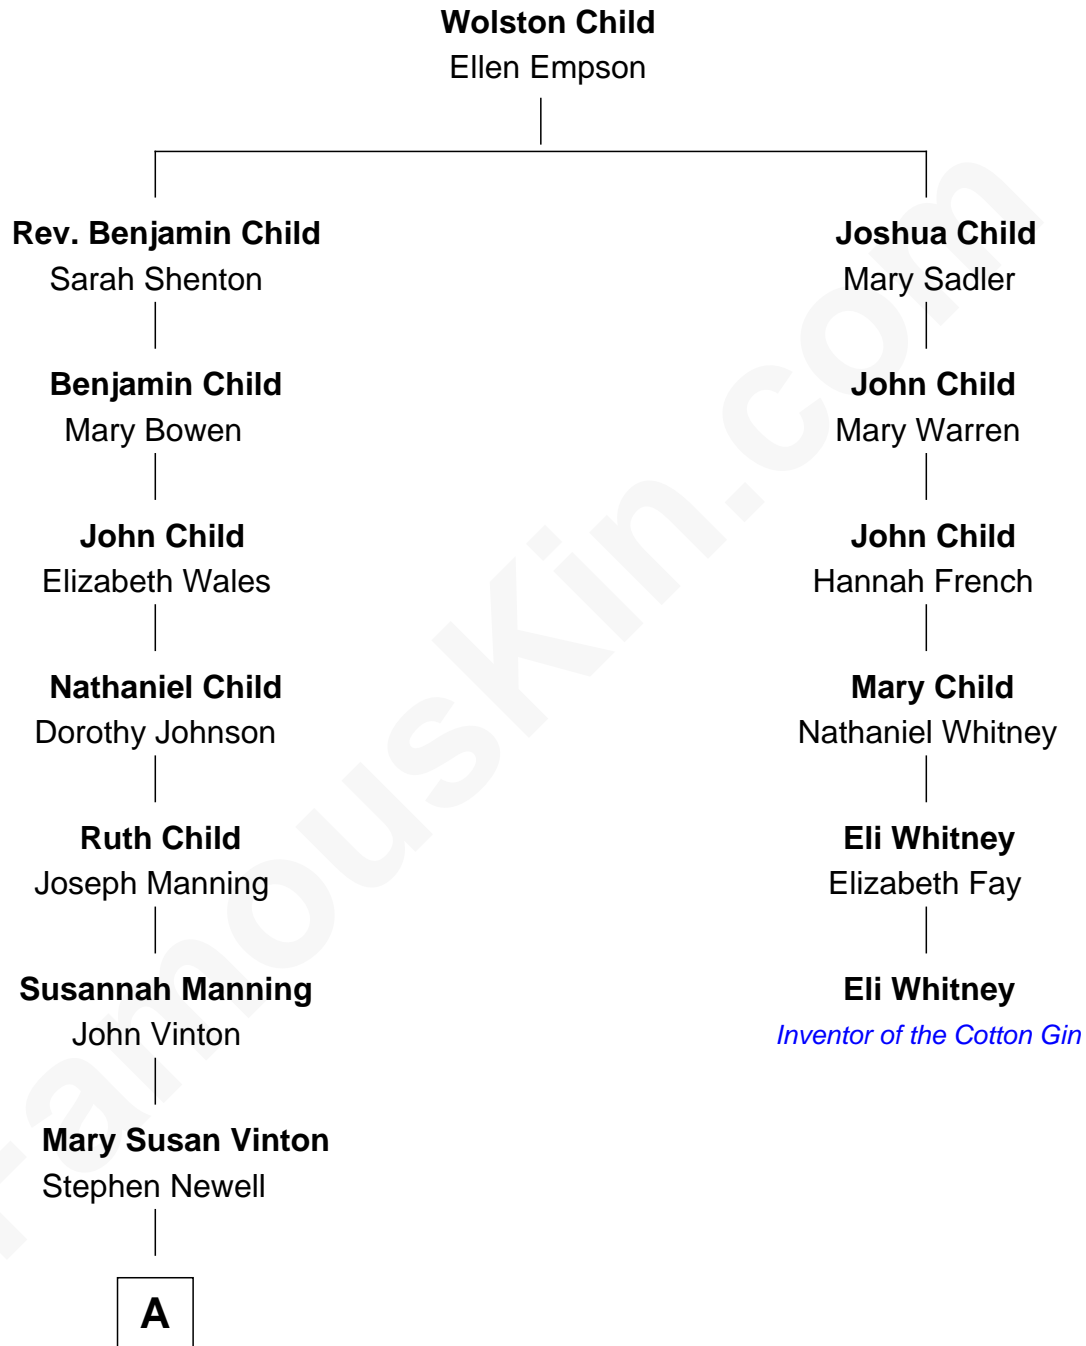 Wolston Child
Ellen Empson
Rev. Benjamin Child
Sarah Shenton
Joshua Child
Mary Sadler
Benjamin Child
Mary Bowen
John Child
Mary Warren
John Child
Elizabeth Wales
John Child
Hannah French
Nathaniel Child
Dorothy Johnson
Mary Child
Nathaniel Whitney
Ruth Child
Joseph Manning
Eli Whitney
Elizabeth Fay
Susannah Manning
John Vinton
Eli Whitney
Inventor of the Cotton Gin
Mary Susan Vinton
Stephen Newell
A
FamousKin.com